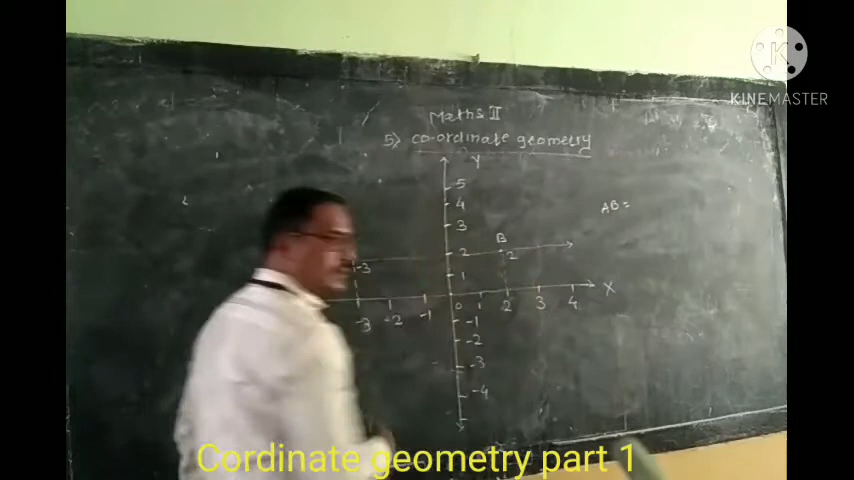 KINEMASTER
Maths II
5) co-ordinate geometry
Y
5
4
AB =
3
B
2
2
-3
1
X
-3 -2 -1 0 1 2 3 4
-1
-2
-3
-4
Cordinate geometry part 1